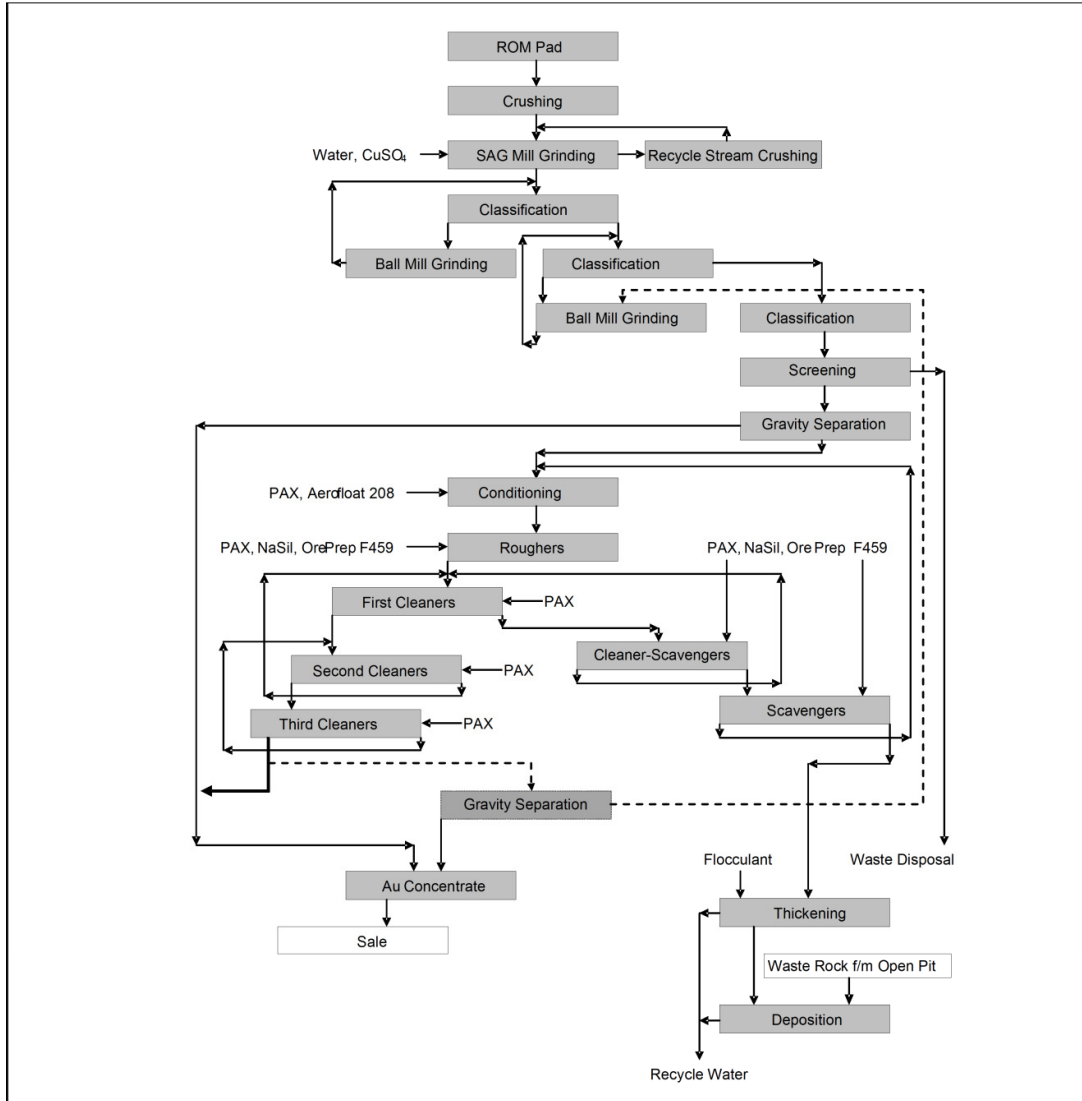 ROM Pad
Crushing
Water, CuSO₄
SAG Mill Grinding
Recycle Stream Crushing
Classification
Ball Mill Grinding
Classification
Ball Mill Grinding
Classification
Screening
Gravity Separation
PAX, Aerofloat 208
Conditioning
PAX, NaSil, OrePrep F459
Roughers
PAX, NaSil, OrePrep F459
First Cleaners
PAX
Cleaner-Scavengers
Second Cleaners
PAX
Scavengers
Third Cleaners
PAX
Gravity Separation
Flocculant
Waste Disposal
Au Concentrate
Thickening
Sale
Waste Rock f/m Open Pit
Deposition
Recycle Water